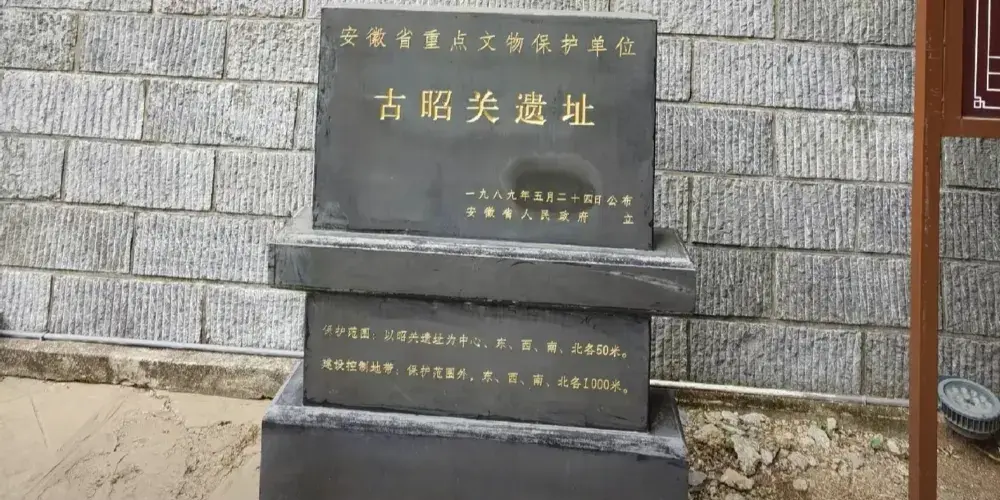 安徽省重点文物保护单位
古昭关遗址
一九八九年五月二十四日公布
安徽省人民政府 立
保护范围：以昭关遗址为中心、东、西、南、北各50米。
建设控制地带：保护范围外，东、西、南、北各1000米。